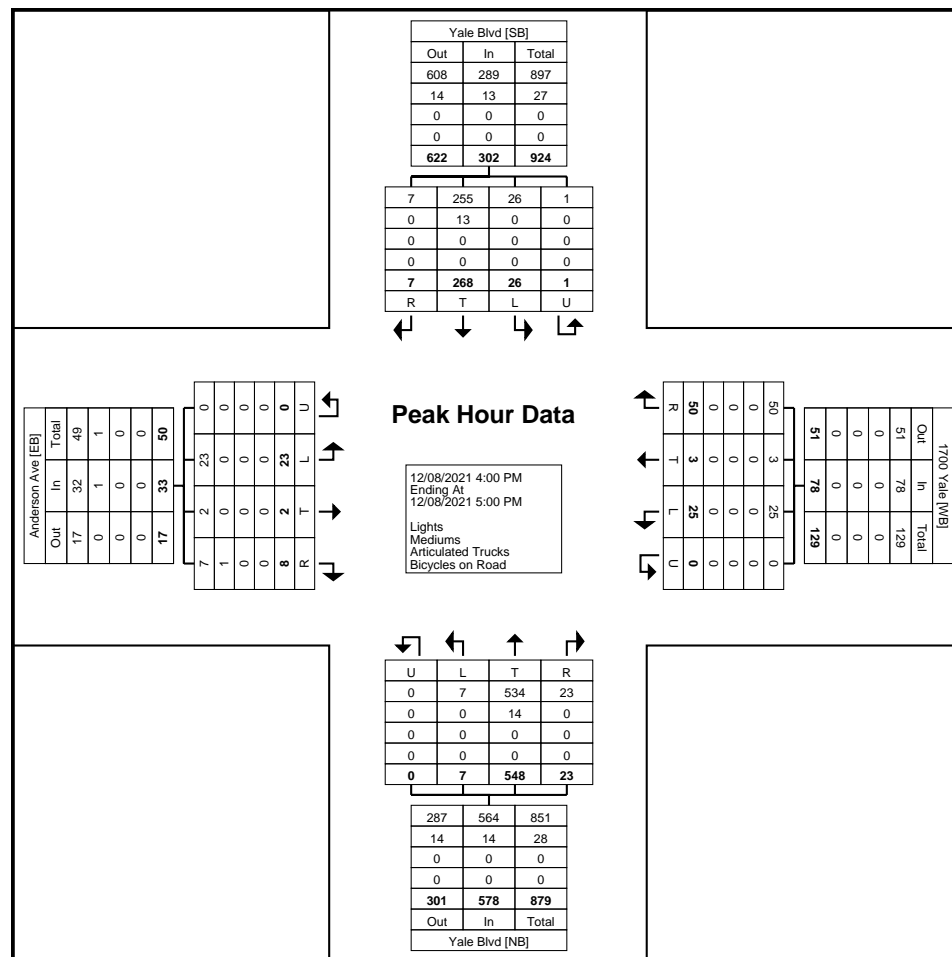 Yale Blvd [SB]
Out In Total
608 289 897
14 13 27
0 0 0
0 0 0
622 302 924
7 255 26 1
0 13 0 0
0 0 0 0
0 0 0 0
7 268 26 1
R T L U
Anderson Ave [EB]
Total In Out
49 32 17
1 1 0
0 0 0
0 0 0
50 33 17
0 23 2 7
0 0 0 1
0 0 0 0
0 0 0 0
0 23 2 8
U L T R
Peak Hour Data
12/08/2021 4:00 PM
Ending At
12/08/2021 5:00 PM
Lights
Mediums
Articulated Trucks
Bicycles on Road
R T L U
50 3 25 0
0 0 0 0
0 0 0 0
0 0 0 0
50 3 25 0
51 78 129
0 0 0
0 0 0
0 0 0
51 78 129
Out In Total
1700 Yale [WB]
U L T R
0 7 534 23
0 0 14 0
0 0 0 0
0 0 0 0
0 7 548 23
287 564 851
14 14 28
0 0 0
0 0 0
301 578 879
Out In Total
Yale Blvd [NB]